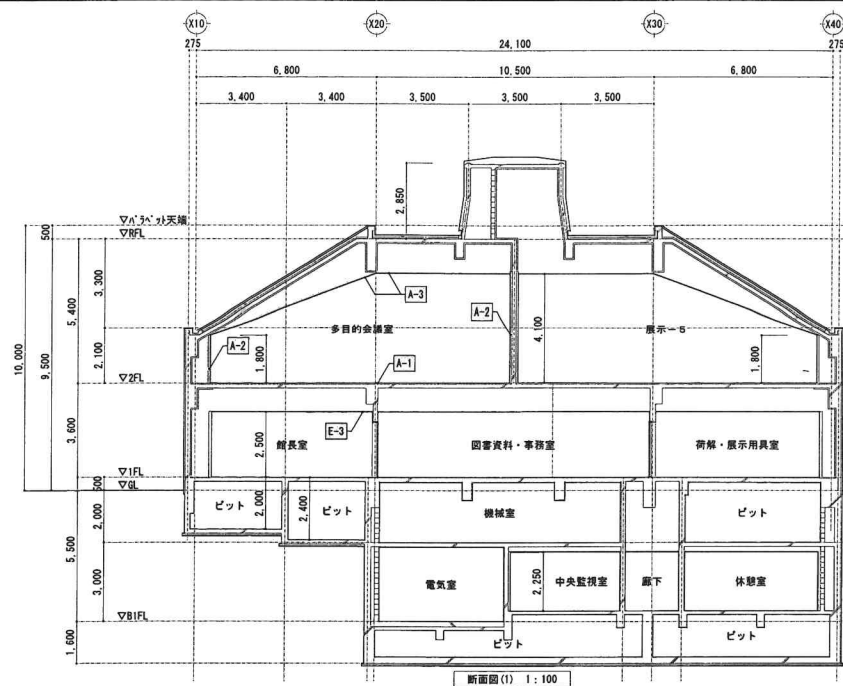 X10 X20 X30 X40
275 24,100 275
6,800 10,500 6,800
3,400 3,400 3,500 3,500 3,500
2,850
▽パラペット天端
▽RFL
500
3,300
5,400
A-3
多目的会議室
A-2
展示-5
4,100
A-2
1,800
1,800
10,000
9,500
2,100
▽2FL
A-1
3,600
E-3
館長室
2,500
図書資料・事務室
荷解・展示用具室
▽1FL
▽GL
500
ピット
2,000
ピット
2,400
機械室
ピット
2,000
5,500
3,000
電気室
2,250
中央監視室
廊下
休憩室
▽B1FL
1,600
ピット
ピット
断面図(1) 1:100